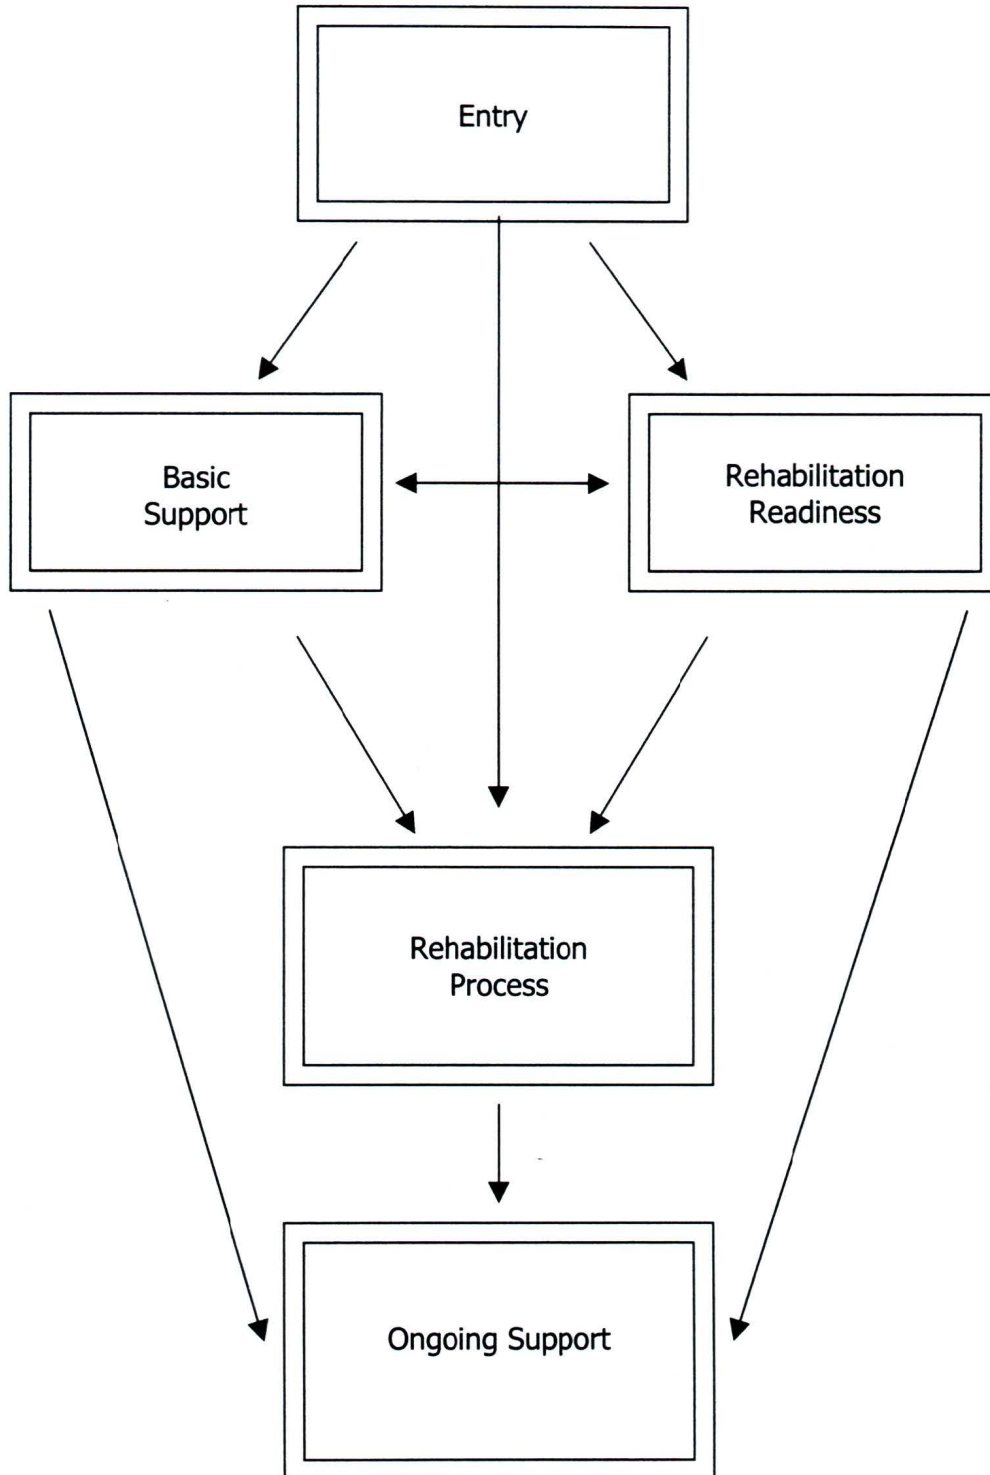 Entry
Basic
Support
Rehabilitation
Readiness
Rehabilitation
Process
Ongoing Support